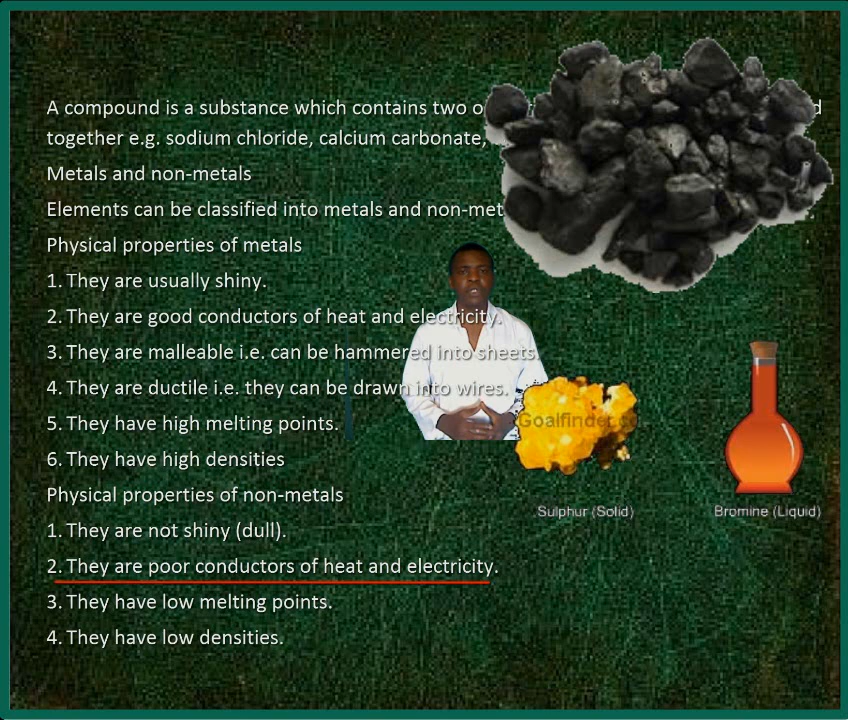 A compound is a substance which contains two o
together e.g. sodium chloride, calcium carbonate,
Metals and non-metals
Elements can be classified into metals and non-met
Physical properties of metals
1. They are usually shiny.
2. They are good conductors of heat and electricity.
3. They are malleable i.e. can be hammered into sheets.
4. They are ductile i.e. they can be drawn into wires.
5. They have high melting points.
6. They have high densities
Physical properties of non-metals
1. They are not shiny (dull).
2. They are poor conductors of heat and electricity.
3. They have low melting points.
4. They have low densities.
Goalfinder.co
Sulphur (Solid)
Bromine (Liquid)